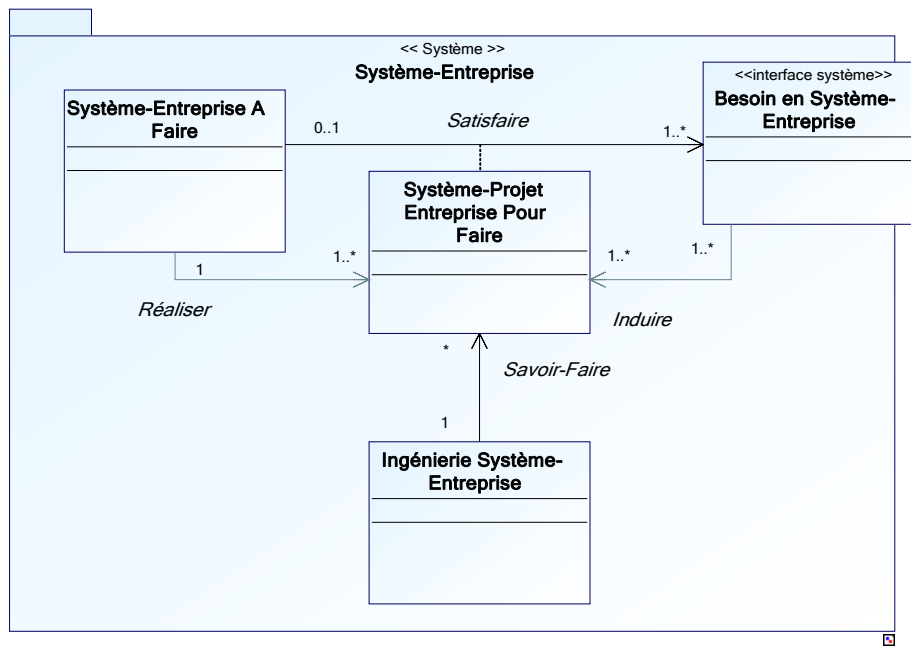 << Système >>
Système-Entreprise
<<interface système>>
Besoin en Système-
Entreprise
Système-Entreprise A
Faire
0..1
Satisfaire
1..*
Système-Projet
Entreprise Pour
Faire
1
1..*
1..*
1..*
Réaliser
Induire
*
Savoir-Faire
1
Ingénierie Système-
Entreprise